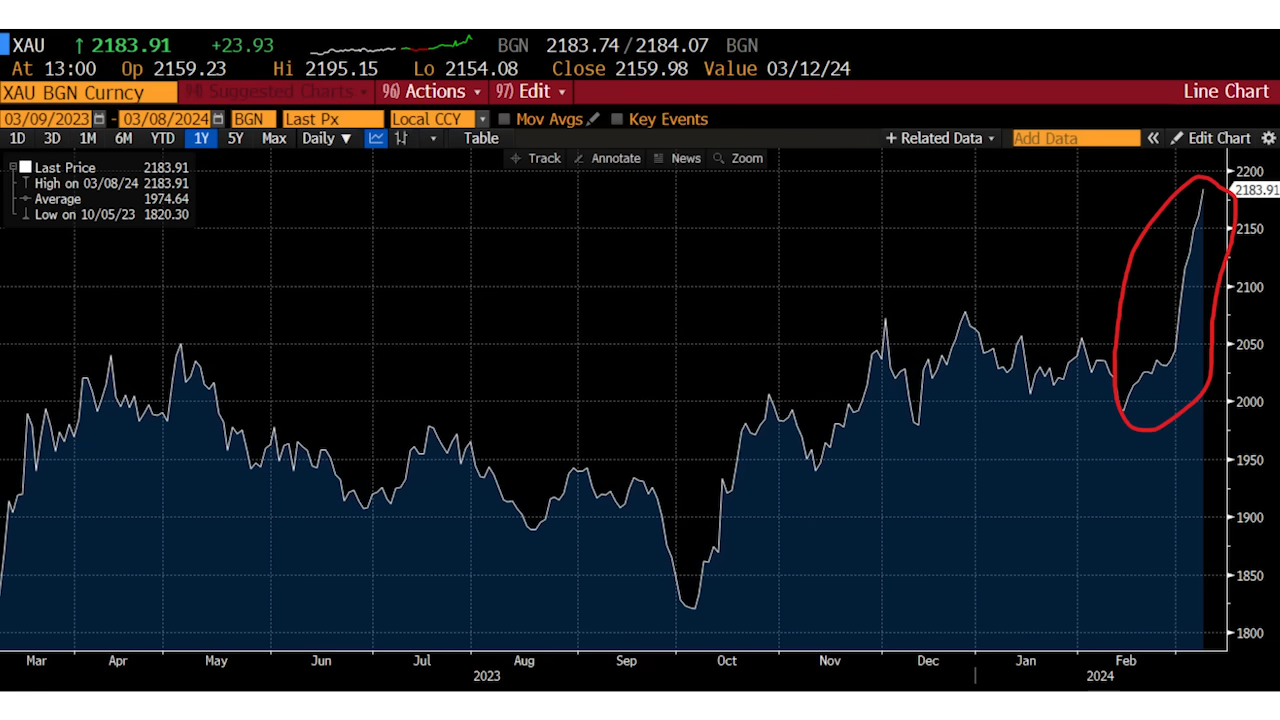 XAU ↑ 2183.91 +23.93 BGN 2183.74/2184.07 BGN
At 13:00 Op 2159.23 Hi 2195.15 Lo 2154.08 Close 2159.98 Value 03/12/24
XAU BGN Curncy 94) Suggested Charts 96) Actions 97) Edit Line Chart
03/09/2023 - 03/08/2024 BGN Last Px Local CCY Mov Avgs Key Events
1D 3D 1M 6M YTD 1Y 5Y Max Daily ▼ Table + Related Data Add Data « Edit Chart
Track Annotate News Zoom
Last Price 2183.91
High on 03/08/24 2183.91
Average 1974.64
Low on 10/05/23 1820.30
2200
2183.91
2150
2100
2050
2000
1950
1900
1850
1800
Mar Apr May Jun Jul Aug Sep Oct Nov Dec Jan Feb
2023 2024